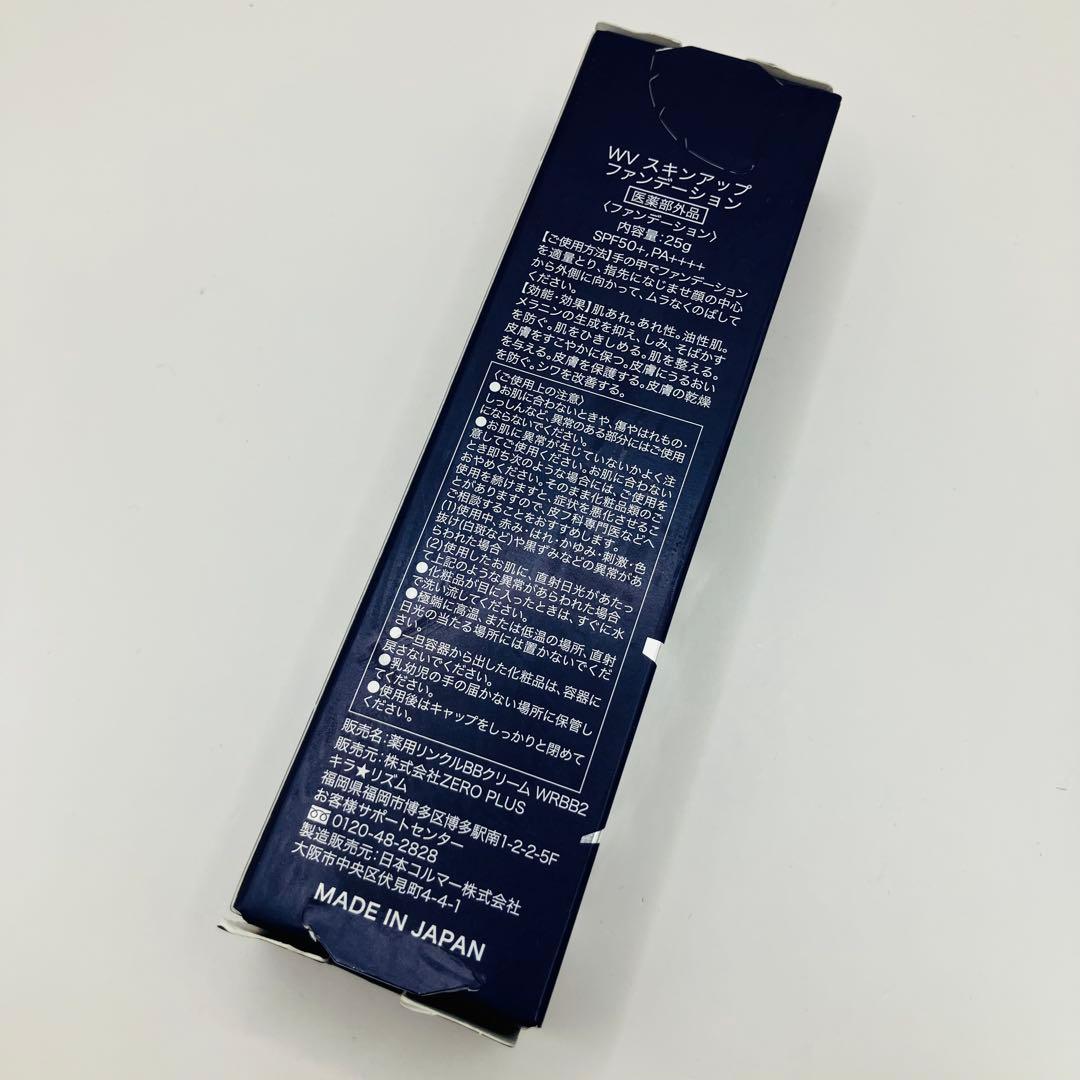 WV スキンアップ
ファンデーション
医薬部外品
〈ファンデーション〉
内容量:25g
SPF50+, PA++++
【ご使用方法】手の甲でファンデーション
を適量とり、指先になじませ顔の中心
から外側に向かって、ムラなくのばして
ください。
【効能・効果】肌あれ。あれ性。油性肌。
メラニンの生成を抑え、しみ、そばかす
を防ぐ。肌をひきしめる。肌を整える。
皮膚をすこやかに保つ。皮膚にうるおい
を与える。皮膚を保護する。皮膚の乾燥
を防ぐ。シワを改善する。
〈ご使用上の注意〉
●お肌に合わないときや、傷やはれもの、
しっしんなど、異常のある部分にはご使用
にならないでください。
●お肌に異常が生じていないかよく注
意してご使用ください。お肌に合わない
とき即ち次のような場合には、ご使用を
おやめください。そのまま化粧品類のご
使用を続けますと、症状を悪化させるこ
とがありますので、皮フ科専門医などへ
ご相談することをおすすめします。
(1)使用中、赤み・はれ・かゆみ・刺激・色
抜け(白斑など)や黒ずみなどの異常があ
らわれた場合
(2)使用したお肌に、直射日光があたっ
て上記のような異常があらわれた場合
●化粧品が目に入ったときは、すぐに水
で洗い流してください。
●極端に高温、または低温の場所、直射
日光の当たる場所には置かないでくだ
さい。
●一旦容器から出した化粧品は、容器に
戻さないでください。
●乳幼児の手の届かない場所に保管し
てください。
●使用後はキャップをしっかりと閉めて
ください。
販売名:薬用リンクルBBクリーム WRBB2
販売元:株式会社ZERO PLUS
キラ★リズム
福岡県福岡市博多区博多駅南1-2-2-5F
お客様サポートセンター
0120-48-2828
製造販売元:日本コルマー株式会社
大阪市中央区伏見町4-4-1
MADE IN JAPAN